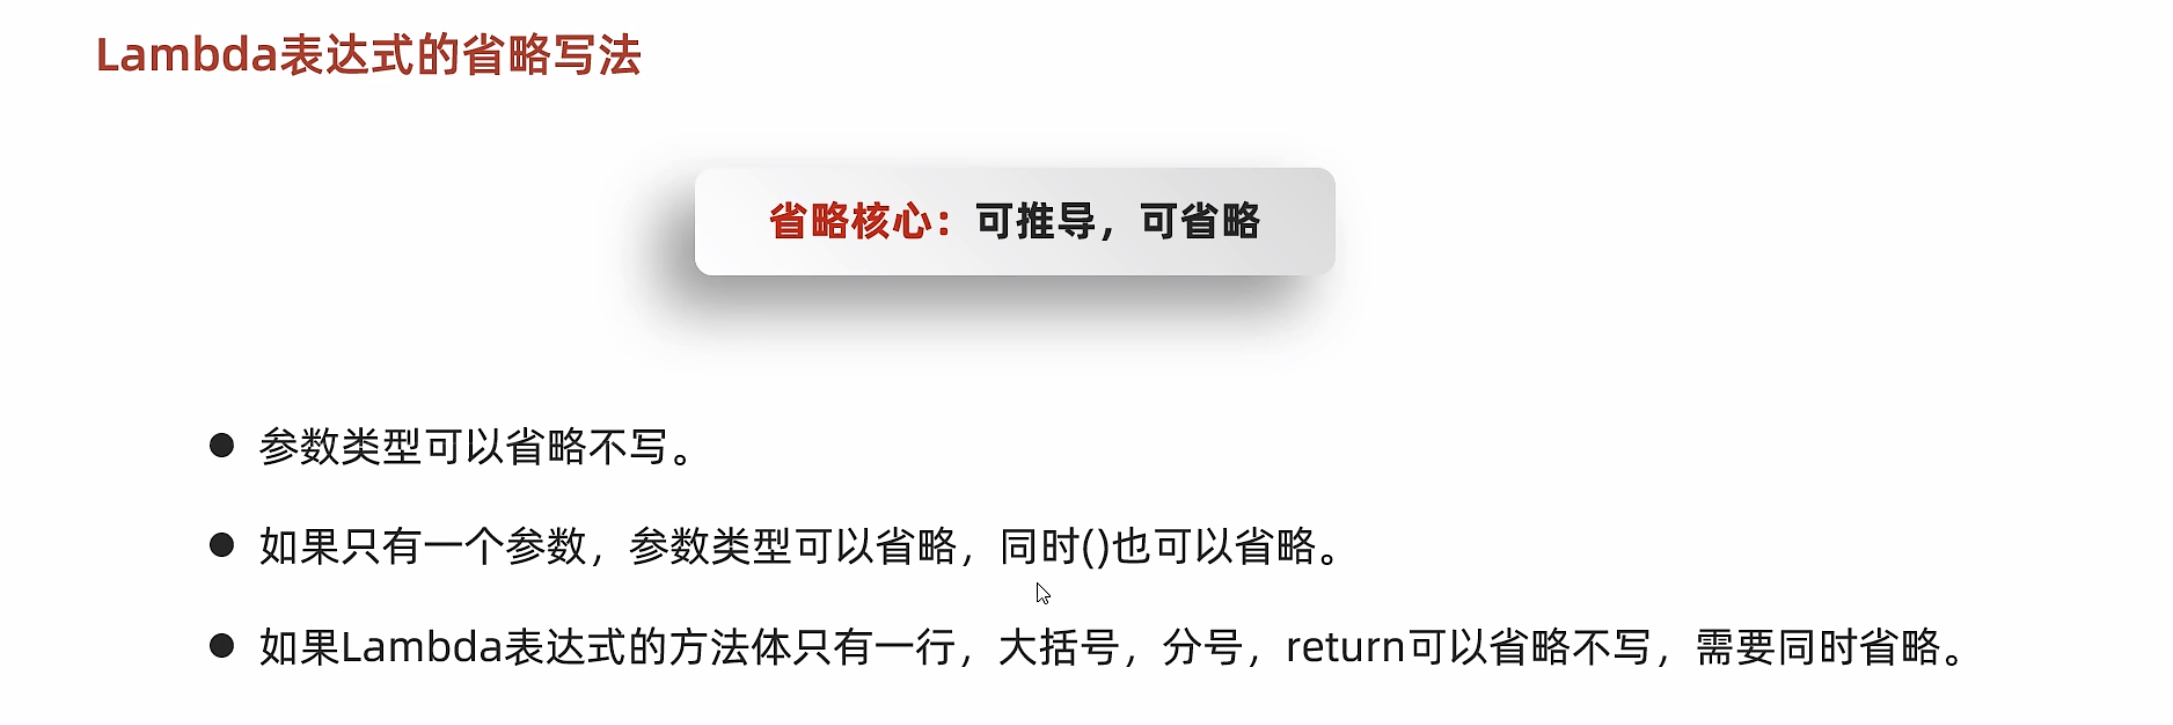 Lambda表达式的省略写法
省略核心：可推导，可省略
● 参数类型可以省略不写。
● 如果只有一个参数，参数类型可以省略，同时()也可以省略。
● 如果Lambda表达式的方法体只有一行，大括号，分号，return可以省略不写，需要同时省略。